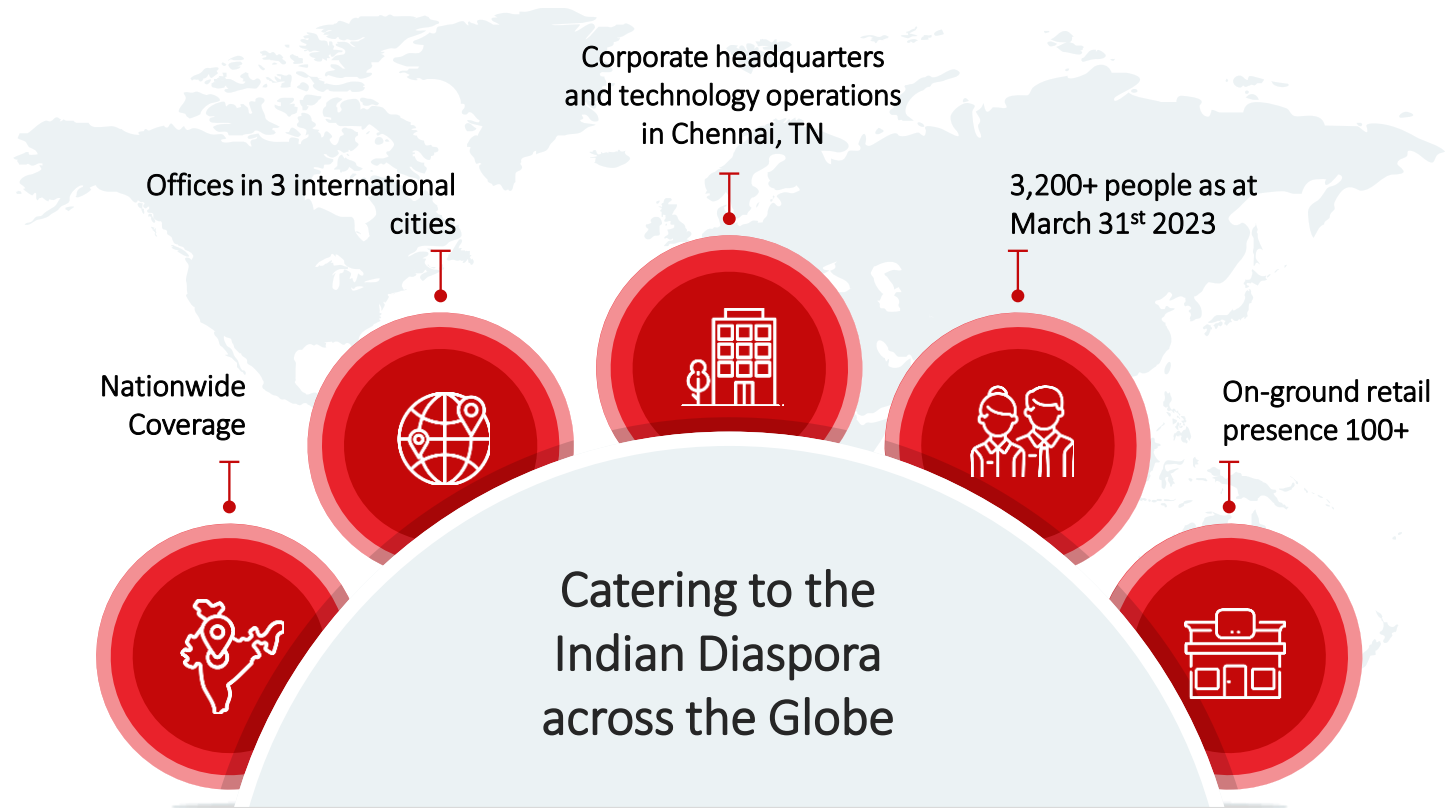 Corporate headquarters
and technology operations
in Chennai, TN
Offices in 3 international
cities
3,200+ people as at
March 31st 2023
Nationwide
Coverage
On-ground retail
presence 100+
Catering to the
Indian Diaspora
across the Globe